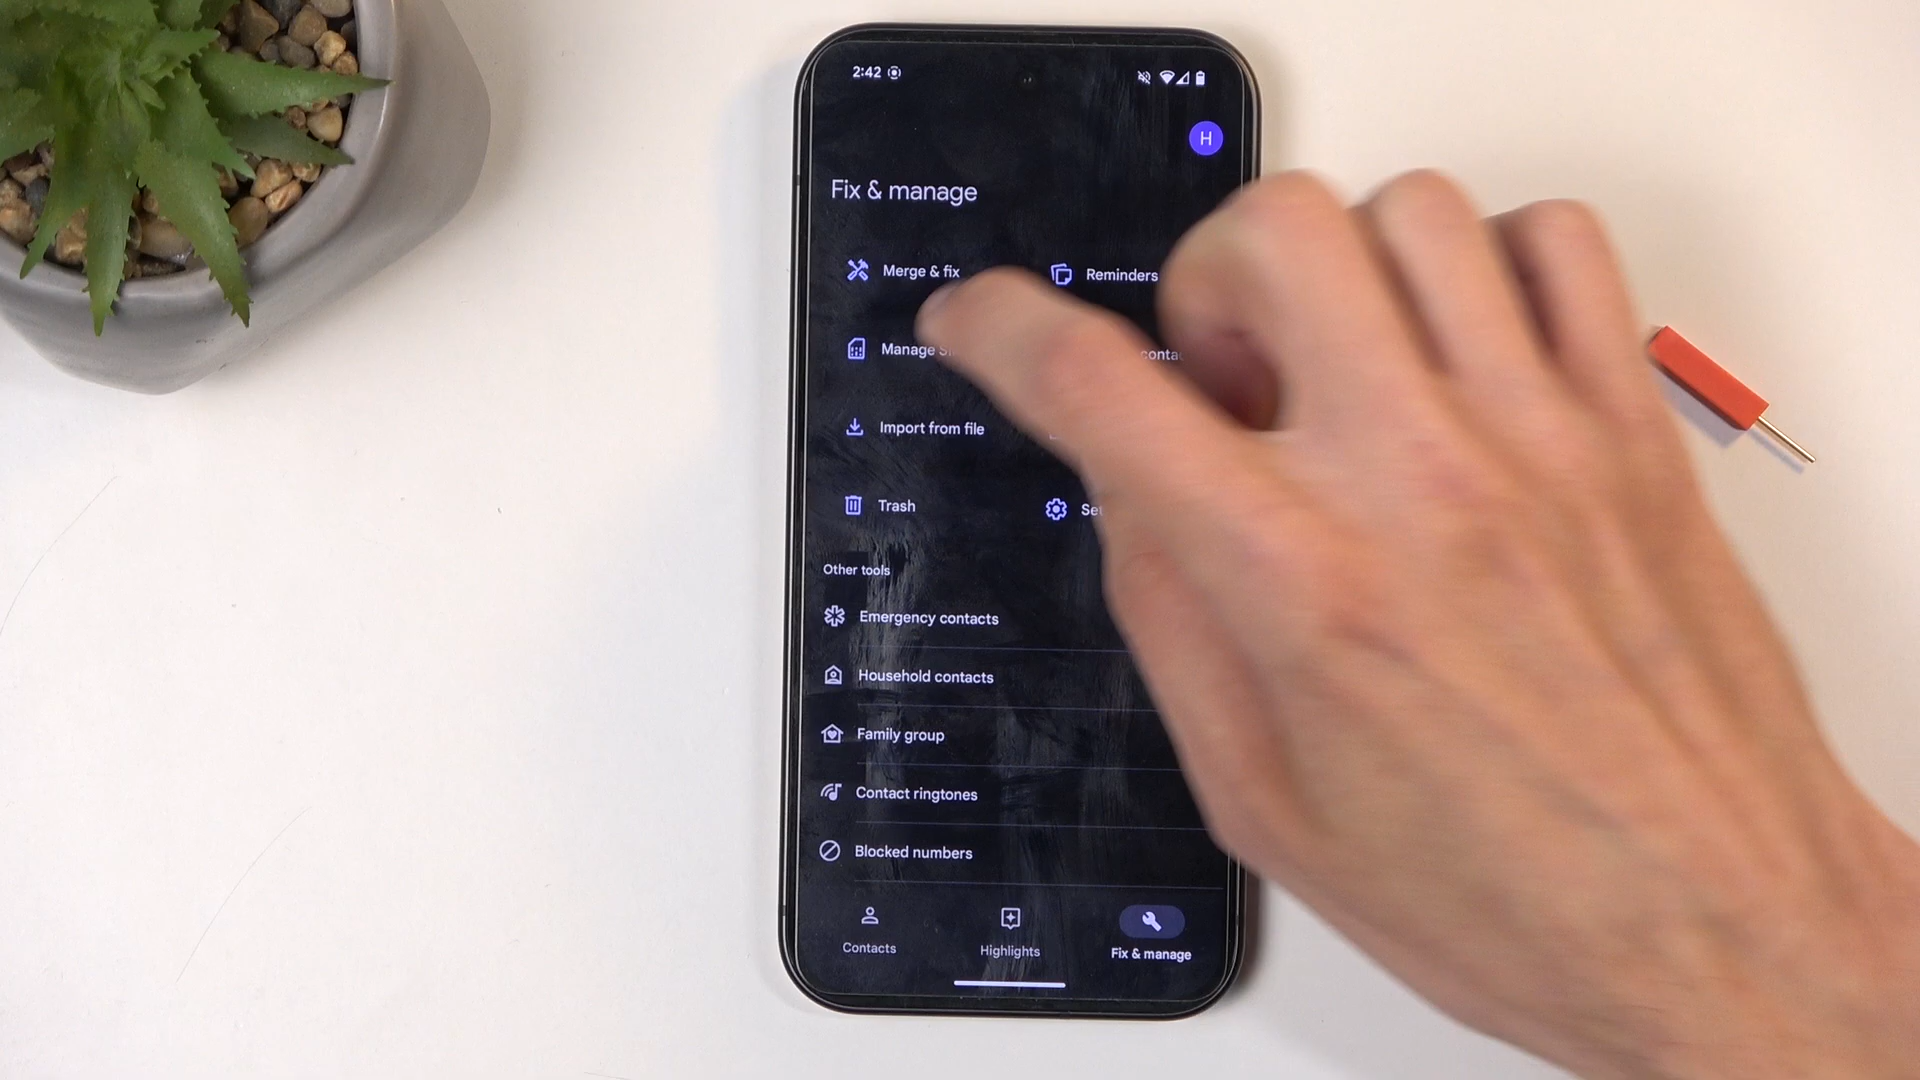 2:42
H
Fix & manage
Merge & fix
Reminders
Manage
Import from file
Trash
Other tools
Emergency contacts
Household contacts
Family group
Contact ringtones
Blocked numbers
Contacts
Highlights
Fix & manage